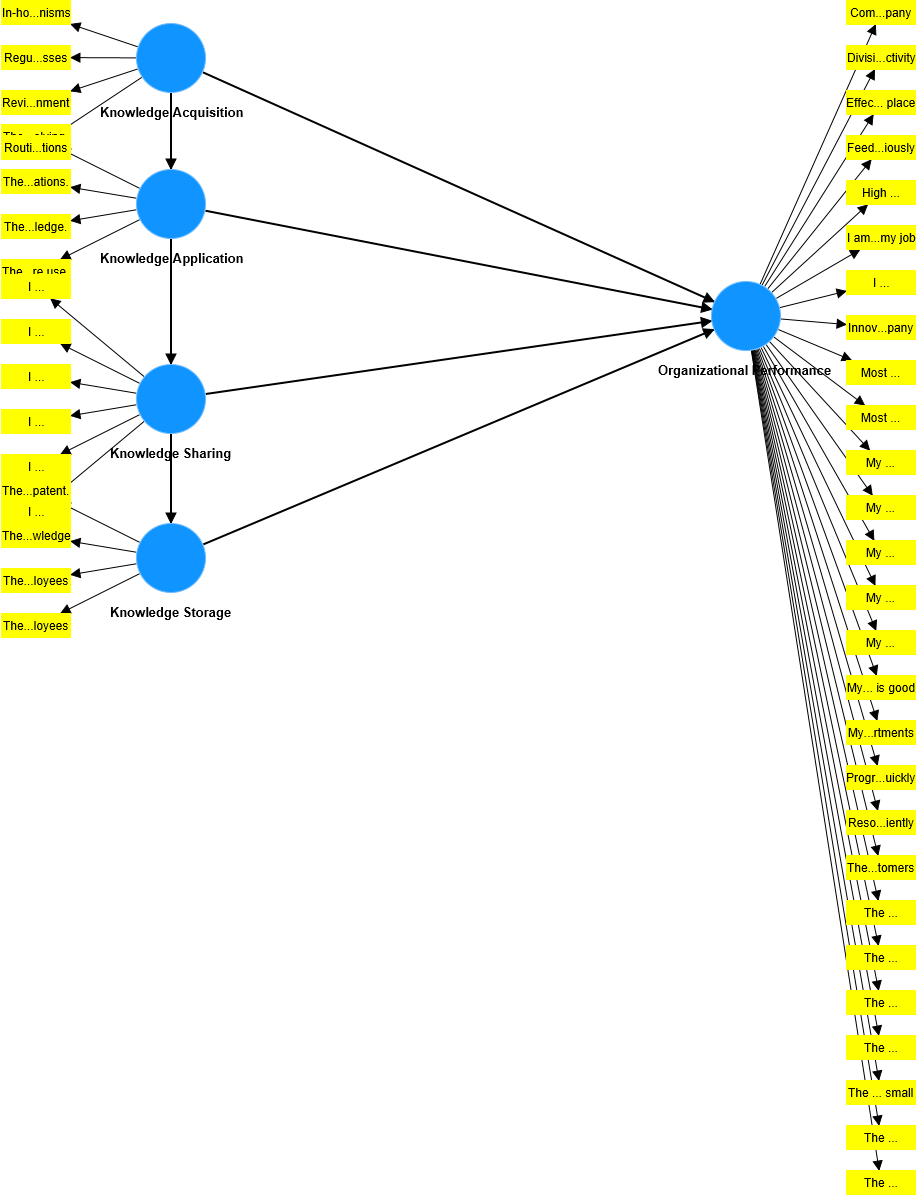 In-ho...nisms
Regu...sses
Revi...nment
Routi...tions
The...ations.
The...ledge.
The...re use.
I ...
I ...
I ...
I ...
I ...
The...patent.
I ...
The...wledge
The...loyees
The...loyees
Knowledge Acquisition
Knowledge Application
Knowledge Sharing
Knowledge Storage
Organizational Performance
Com...pany
Divisi...ctivity
Effec... place
Feed...iously
High ...
I am...my job
I ...
Innov...pany
Most ...
Most ...
My ...
My ...
My ...
My ...
My ...
My... is good
My...rtments
Progr...uickly
Reso...iently
The...tomers
The ...
The ...
The ...
The ...
The ... small
The ...
The ...